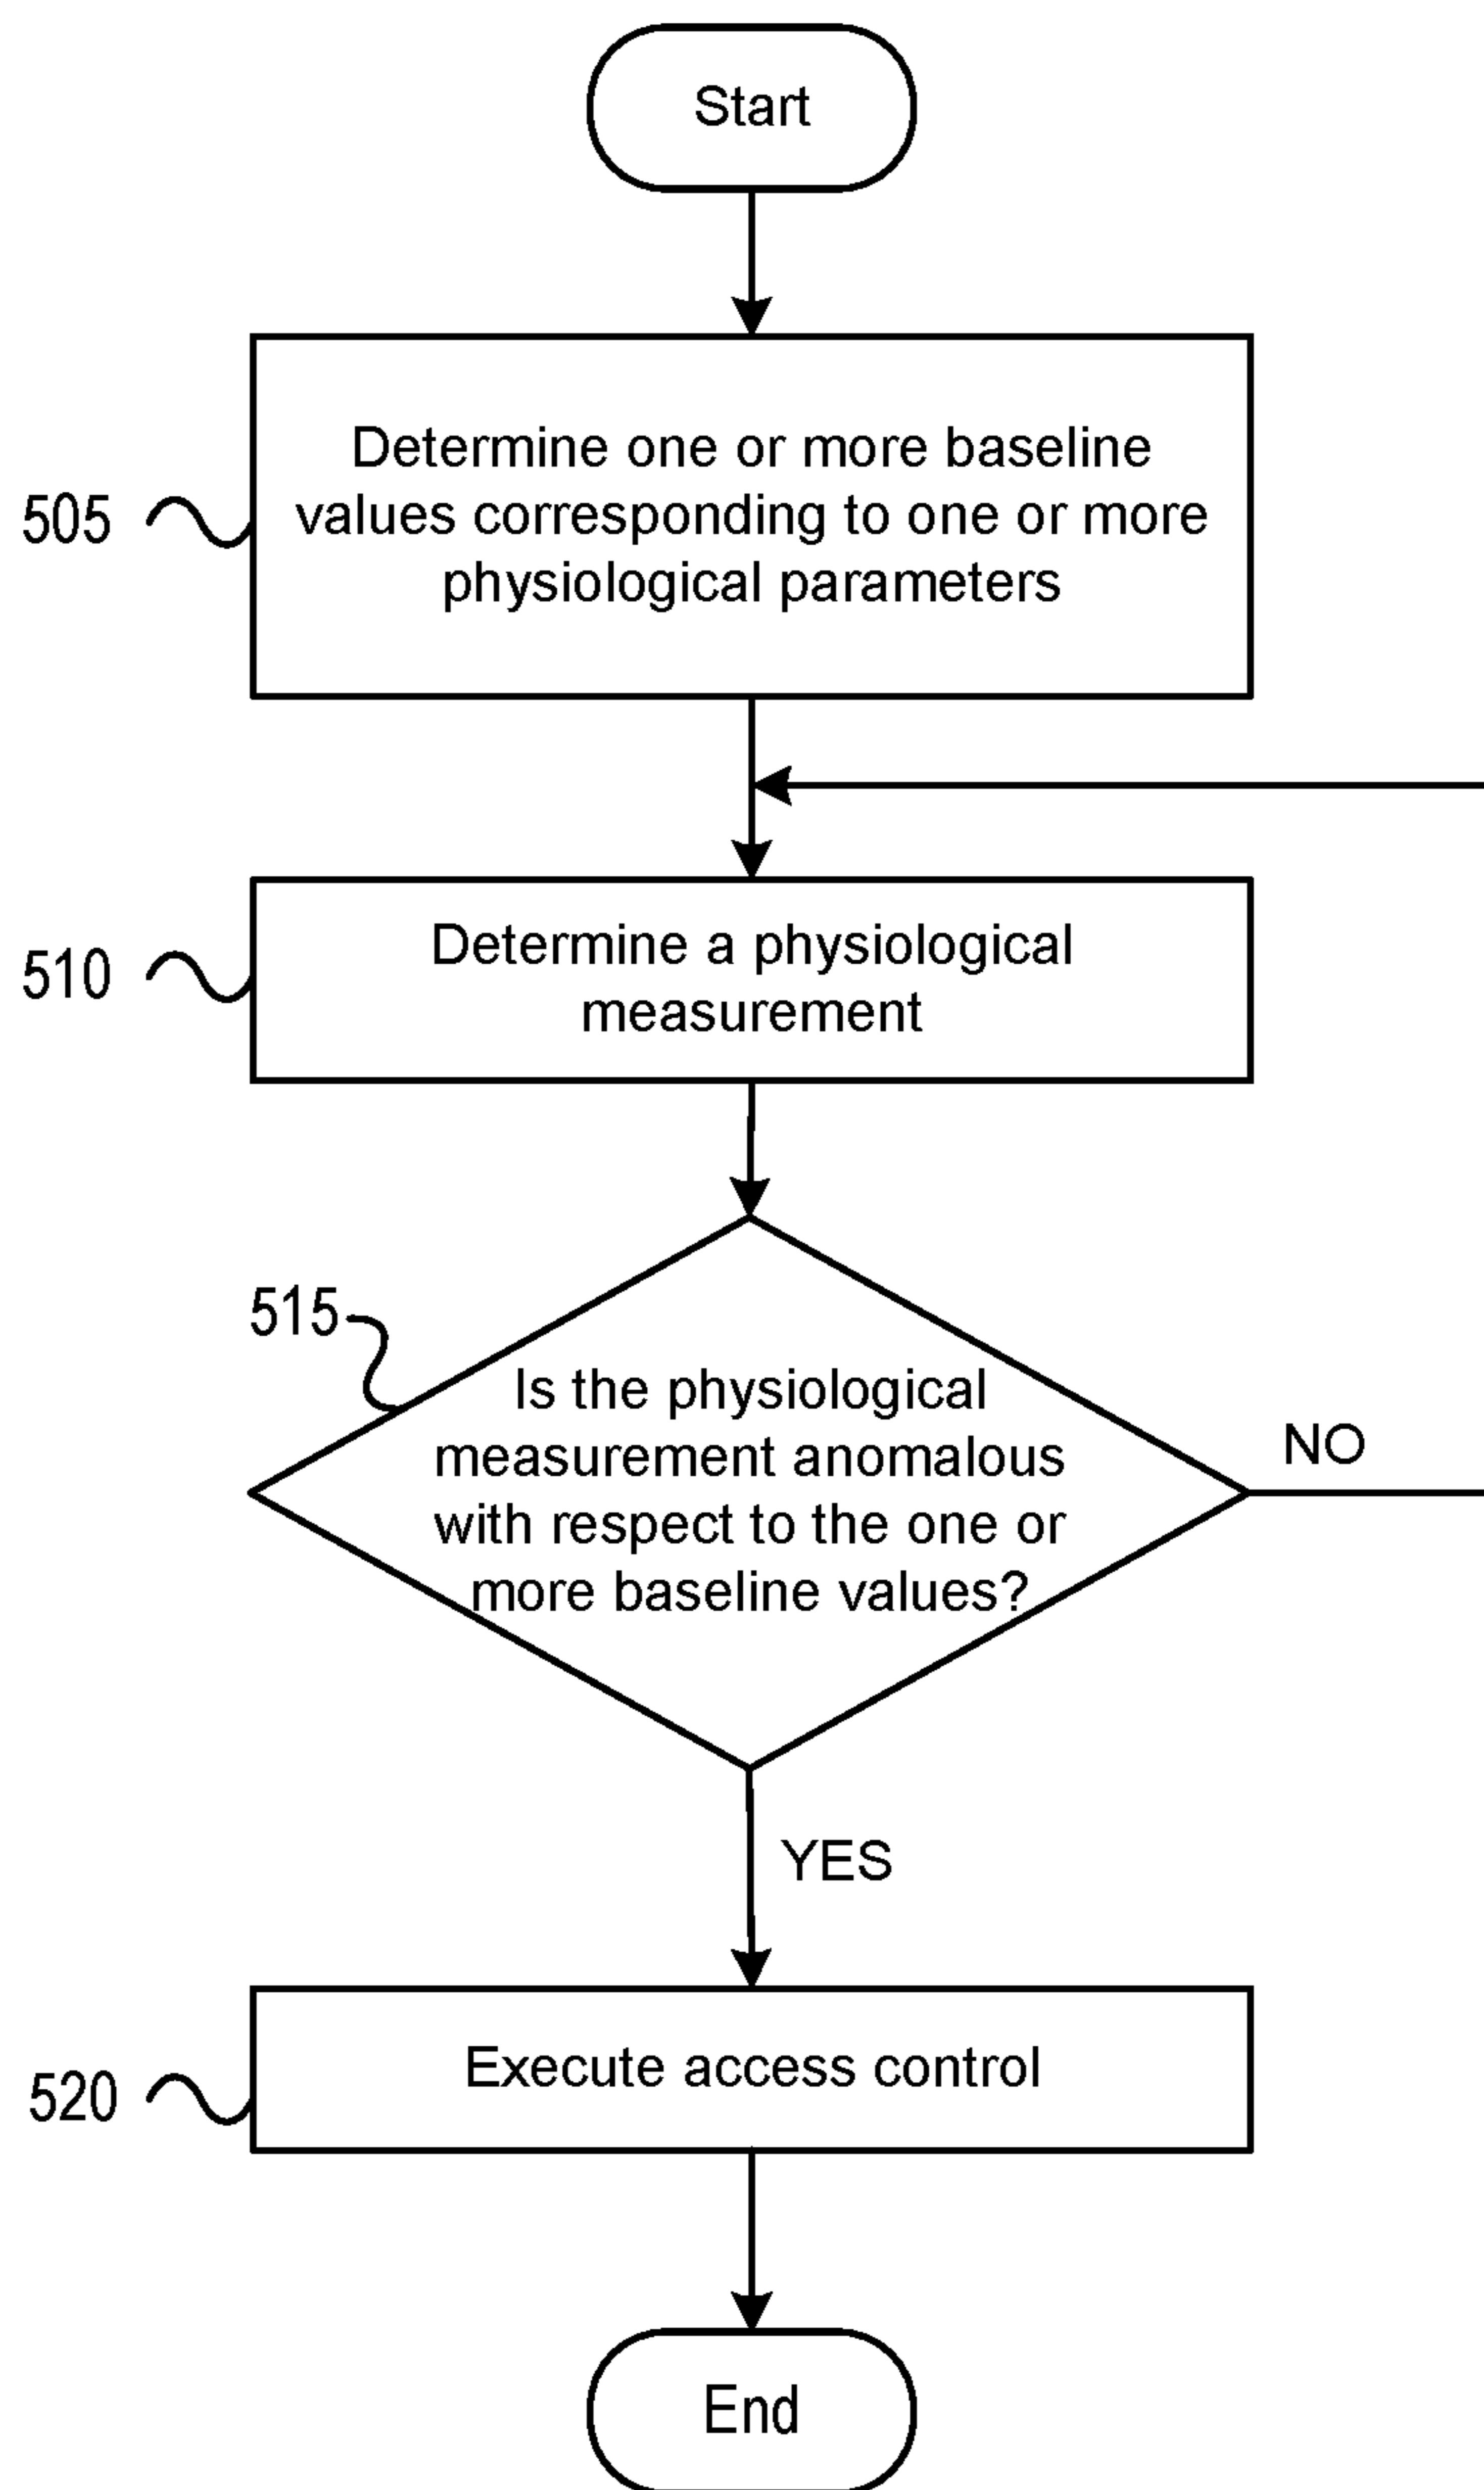 Start
Determine one or more baseline
values corresponding to one or more
physiological parameters
505
Determine a physiological
measurement
510
515
Is the physiological
measurement anomalous
with respect to the one or
more baseline values?
NO
YES
Execute access control
520
End